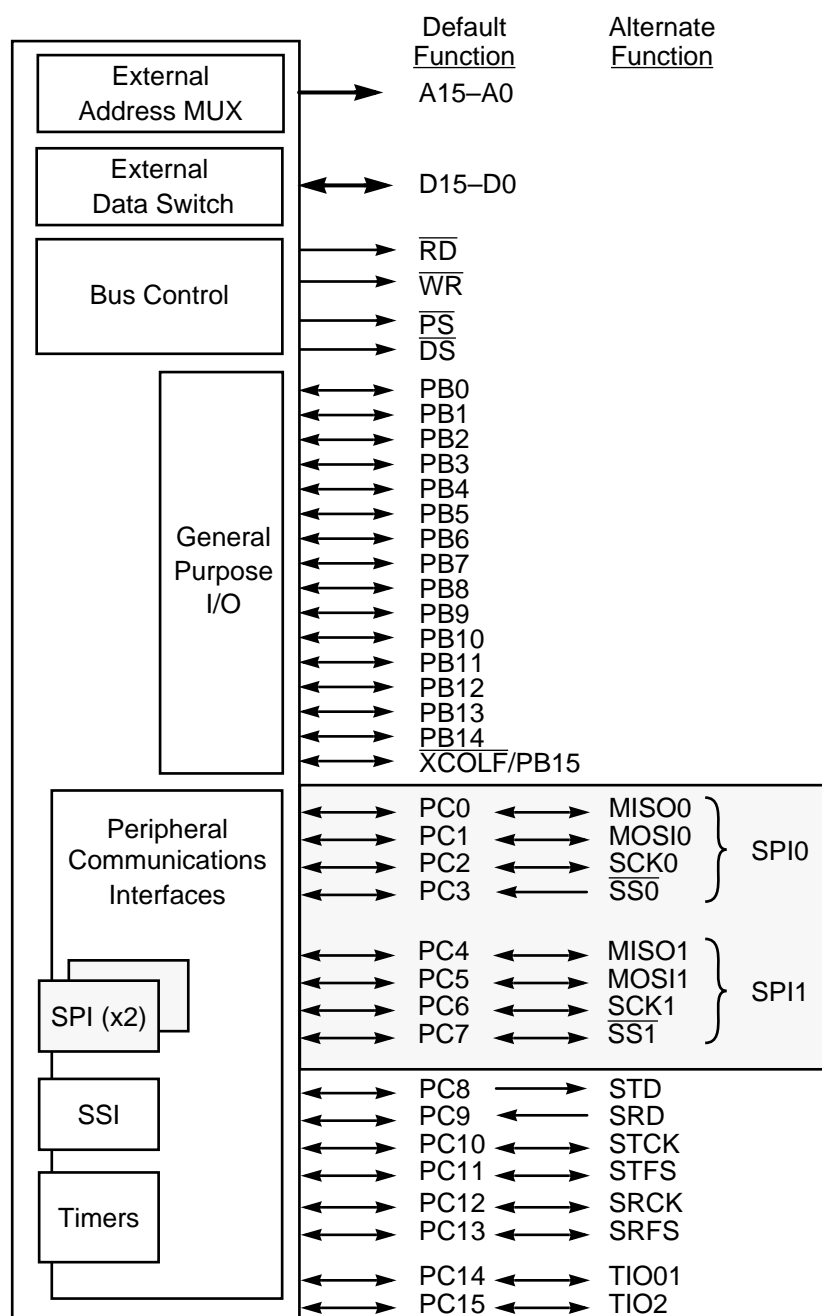 Default Alternate
Function Function
External
Address MUX
A15–A0
External
Data Switch
D15–D0
Bus Control
RD
WR
PS
DS
General
Purpose
I/O
PB0
PB1
PB2
PB3
PB4
PB5
PB6
PB7
PB8
PB9
PB10
PB11
PB12
PB13
PB14
XCOLF/PB15
Peripheral
Communications
Interfaces
PC0 MISO0
PC1 MOSI0
PC2 SCK0
PC3 SS0
SPI0
PC4 MISO1
PC5 MOSI1
PC6 SCK1
PC7 SS1
SPI1
SPI (x2)
SSI
Timers
PC8 STD
PC9 SRD
PC10 STCK
PC11 STFS
PC12 SRCK
PC13 SRFS
PC14 TIO01
PC15 TIO2